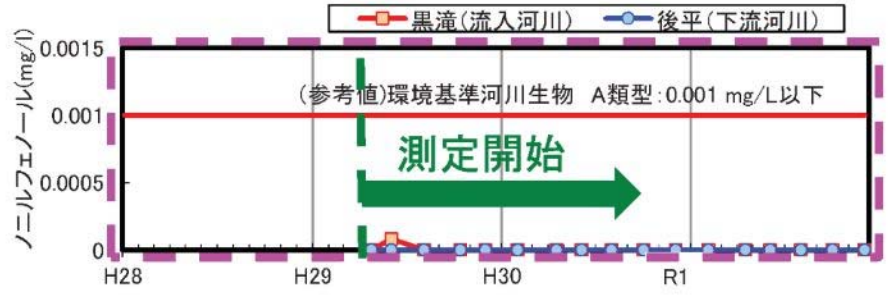 黒滝(流入河川) 後平(下流河川)
ノニルフェノール(mg/l)
0.0015
(参考値)環境基準河川生物 A類型:0.001 mg/L以下
0.001
測定開始
0.0005
0
H28 H29 H30 R1